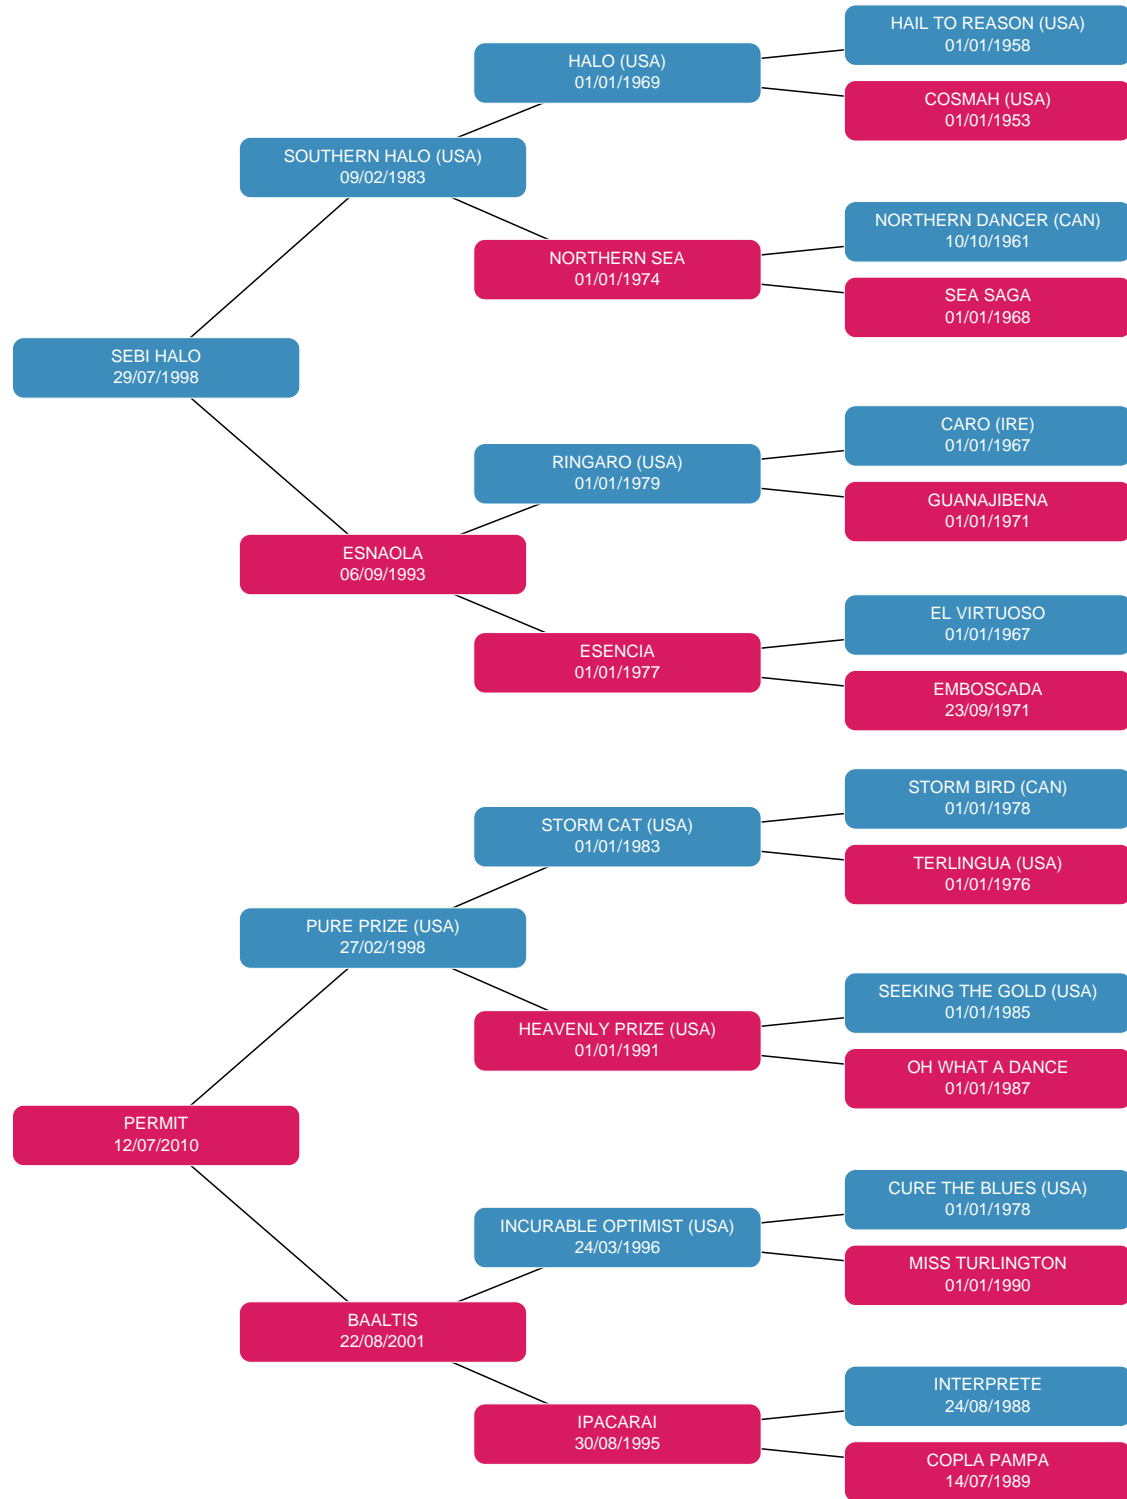 HAIL TO REASON (USA)
01/01/1958
HALO (USA)
01/01/1969
COSMAH (USA)
01/01/1953
SOUTHERN HALO (USA)
09/02/1983
NORTHERN DANCER (CAN)
10/10/1961
NORTHERN SEA
01/01/1974
SEA SAGA
01/01/1968
SEBI HALO
29/07/1998
CARO (IRE)
01/01/1967
RINGARO (USA)
01/01/1979
GUANAJIBENA
01/01/1971
ESNAOLA
06/09/1993
EL VIRTUOSO
01/01/1967
ESENCIA
01/01/1977
EMBOSCADA
23/09/1971
STORM BIRD (CAN)
01/01/1978
STORM CAT (USA)
01/01/1983
TERLINGUA (USA)
01/01/1976
PURE PRIZE (USA)
27/02/1998
SEEKING THE GOLD (USA)
01/01/1985
HEAVENLY PRIZE (USA)
01/01/1991
OH WHAT A DANCE
01/01/1987
PERMIT
12/07/2010
CURE THE BLUES (USA)
01/01/1978
INCURABLE OPTIMIST (USA)
24/03/1996
MISS TURLINGTON
01/01/1990
BAALTIS
22/08/2001
INTERPRETE
24/08/1988
IPACARAI
30/08/1995
COPLA PAMPA
14/07/1989